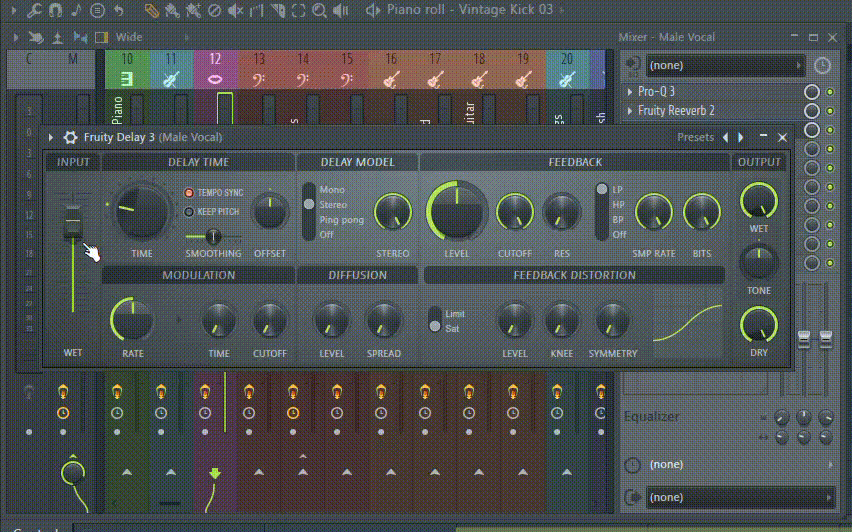 Piano roll - Vintage Kick 03
Wide
Mixer - Male Vocal
C M 10 11 12 13 14 15 16 17 18 19 20
(none)
Piano
Pro-Q 3
Fruity Reeverb 2
Fruity Delay 3 (Male Vocal)
Presets
INPUT DELAY TIME DELAY MODEL FEEDBACK OUTPUT
TEMPO SYNC
KEEP PITCH
Mono
Stereo
Ping pong
Off
LP
HP
BP
Off
WET
TIME SMOOTHING OFFSET STEREO LEVEL CUTOFF RES SMP RATE BITS
MODULATION DIFFUSION FEEDBACK DISTORTION
TONE
Limit
Sat
WET RATE TIME CUTOFF LEVEL SPREAD LEVEL KNEE SYMMETRY DRY
Equalizer
(none)
(none)